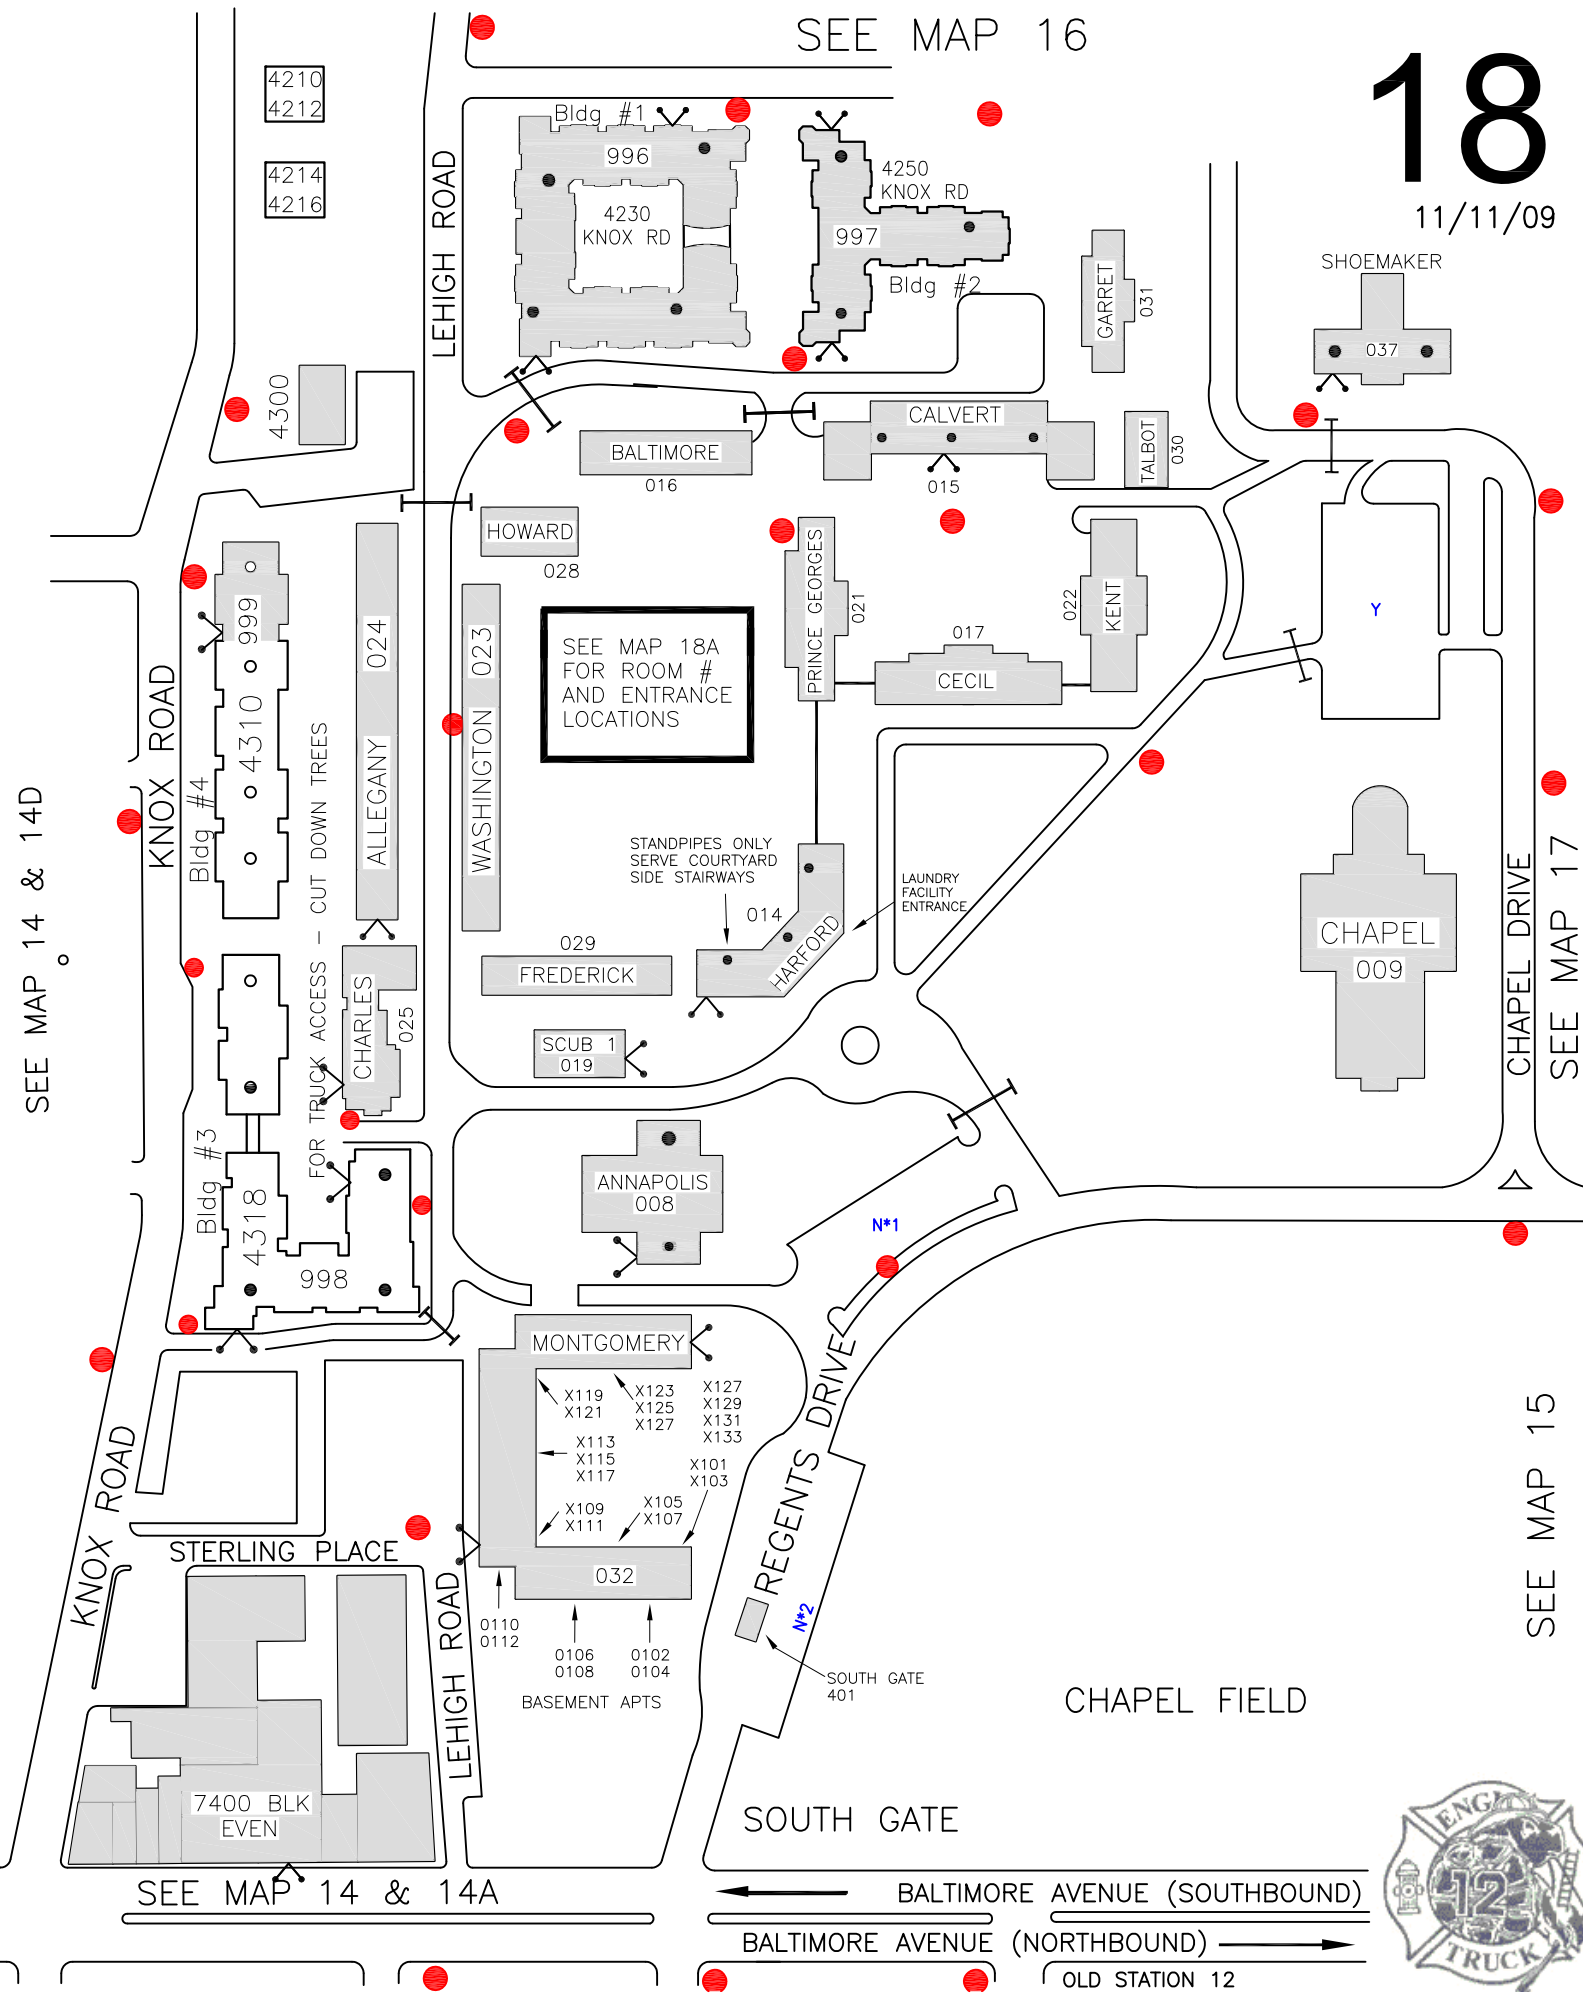 SEE MAP 16
18
11/11/09
4210
4212
4214
4216
LEHIGH ROAD
Bldg #1
996
4230
KNOX RD
4250
KNOX RD
997
Bldg #2
GARRET
031
SHOEMAKER
037
4300
BALTIMORE
016
CALVERT
015
TALBOT
030
HOWARD
028
999
4310
Bldg #4
KNOX ROAD
024
ALLEGANY
023
WASHINGTON
SEE MAP 18A
FOR ROOM #
AND ENTRANCE
LOCATIONS
PRINCE GEORGES
021
017
CECIL
022
KENT
Y
FOR TRUCK ACCESS - CUT DOWN TREES
SEE MAP 14 & 14D
STANDPIPES ONLY
SERVE COURTYARD
SIDE STAIRWAYS
LAUNDRY
FACILITY
ENTRANCE
014
HARFORD
029
FREDERICK
SCUB 1
019
CHARLES
025
CHAPEL
009
CHAPEL DRIVE
SEE MAP 17
Bldg #3
4318
998
ANNAPOLIS
008
N*1
MONTGOMERY
X119
X121
X123
X125
X127
X127
X129
X131
X133
X113
X115
X117
X101
X103
X109
X111
X105
X107
032
0110
0112
0106
0108
0102
0104
BASEMENT APTS
REGENTS DRIVE
N*2
SOUTH GATE
401
KNOX ROAD
STERLING PLACE
LEHIGH ROAD
7400 BLK
EVEN
SEE MAP 15
CHAPEL FIELD
SOUTH GATE
SEE MAP 14 & 14A
BALTIMORE AVENUE (SOUTHBOUND)
BALTIMORE AVENUE (NORTHBOUND)
OLD STATION 12
12
TRUCK